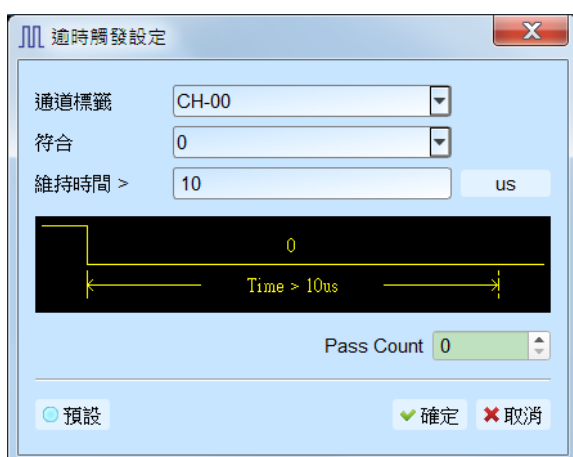 逾時觸發設定
通道標籤 CH-00
符合 0
維持時間 > 10 us
0
Time > 10us
Pass Count 0
預設 確定 取消